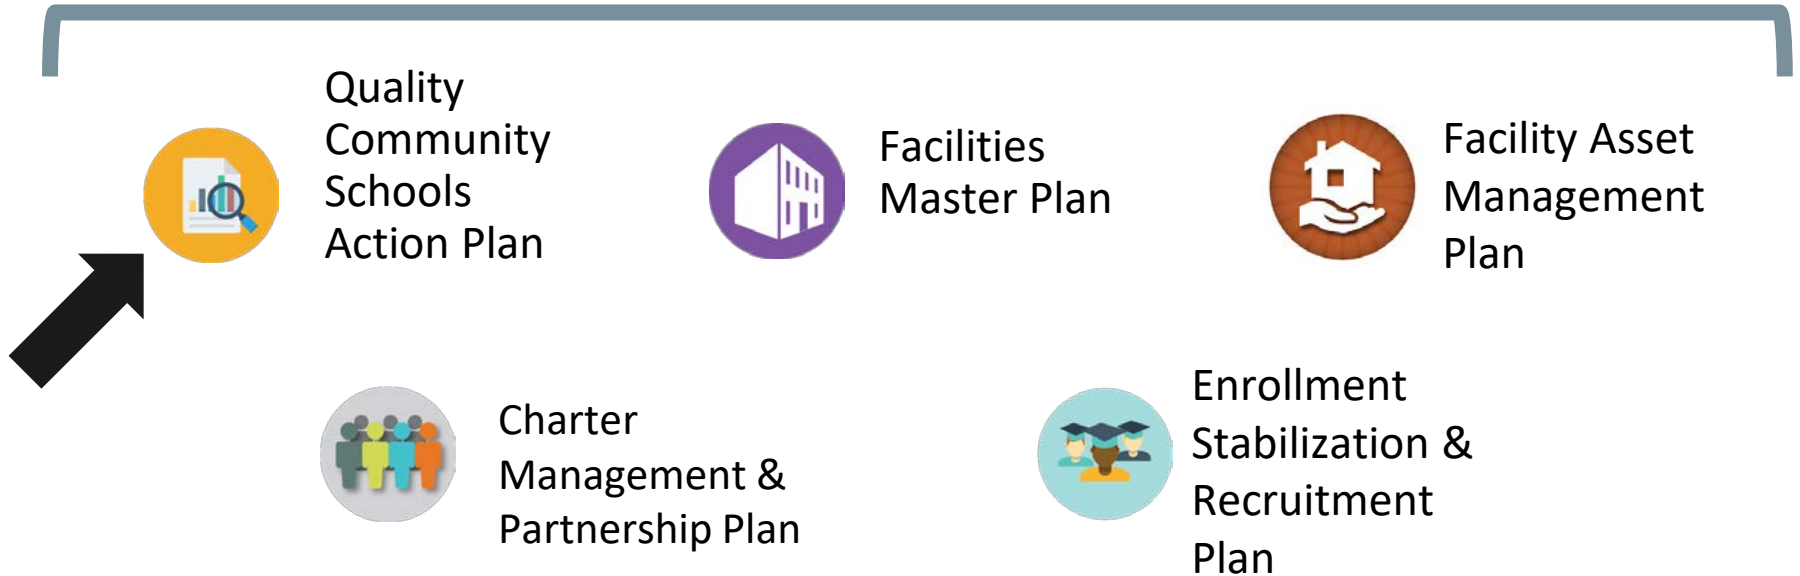 Quality
Community
Schools
Action Plan
Facilities
Master Plan
Facility Asset
Management
Plan
Charter
Management &
Partnership Plan
Enrollment
Stabilization &
Recruitment
Plan